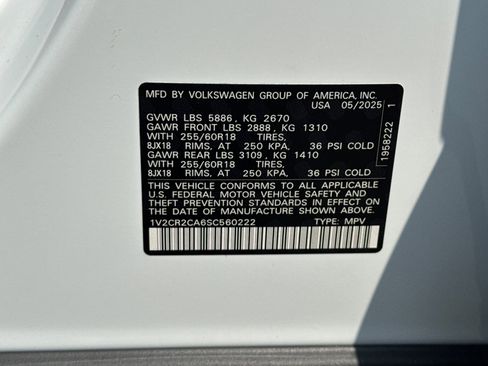 MFD BY VOLKSWAGEN GROUP OF AMERICA, INC.
USA 05/2025
GVWR LBS 5886, KG 2670
GAWR FRONT LBS 2888, KG 1310
WITH 255/60R18 TIRES,
8JX18 RIMS, AT 250 KPA, 36 PSI COLD
GAWR REAR LBS 3109, KG 1410
WITH 255/60R18 TIRES,
8JX18 RIMS, AT 250 KPA, 36 PSI COLD
THIS VEHICLE CONFORMS TO ALL APPLICABLE
U.S. FEDERAL MOTOR VEHICLE SAFETY AND
THEFT PREVENTION STANDARDS IN EFFECT ON
THE DATE OF MANUFACTURE SHOWN ABOVE.
1V2CR2CA6SC560222 TYPE: MPV
1958222 1